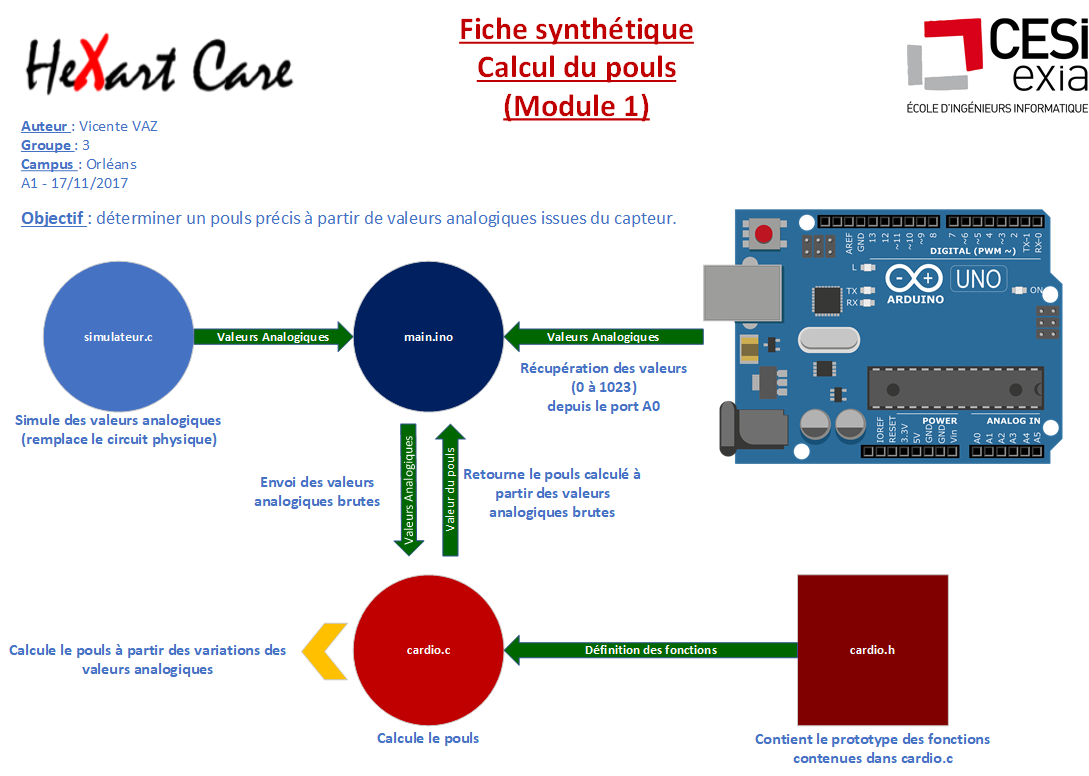 HeXart Care
Fiche synthétique
Calcul du pouls
(Module 1)
CESi
exia
ÉCOLE D'INGÉNIEURS INFORMATIQUE
Auteur : Vicente VAZ
Groupe : 3
Campus : Orléans
A1 - 17/11/2017
Objectif : déterminer un pouls précis à partir de valeurs analogiques issues du capteur.
simulateur.c
Valeurs Analogiques
main.ino
Valeurs Analogiques
Simule des valeurs analogiques
(remplace le circuit physique)
Récupération des valeurs
(0 à 1023)
depuis le port A0
AREF
GND
13
12
~11
~10
~9
8
7
~6
~5
4
~3
2
TX-1
RX-0
DIGITAL (PWM ~)
L
TX
RX
UNO
ARDUINO
ON
POWER
ANALOG IN
IOREF
RESET
3.3V
5V
GND
GND
Vin
A0
A1
A2
A3
A4
A5
Envoi des valeurs
analogiques brutes
Valeurs Analogiques
Valeur du pouls
Retourne le pouls calculé à
partir des valeurs
analogiques brutes
Calcule le pouls à partir des variations des
valeurs analogiques
cardio.c
Définition des fonctions
cardio.h
Calcule le pouls
Contient le prototype des fonctions
contenues dans cardio.c